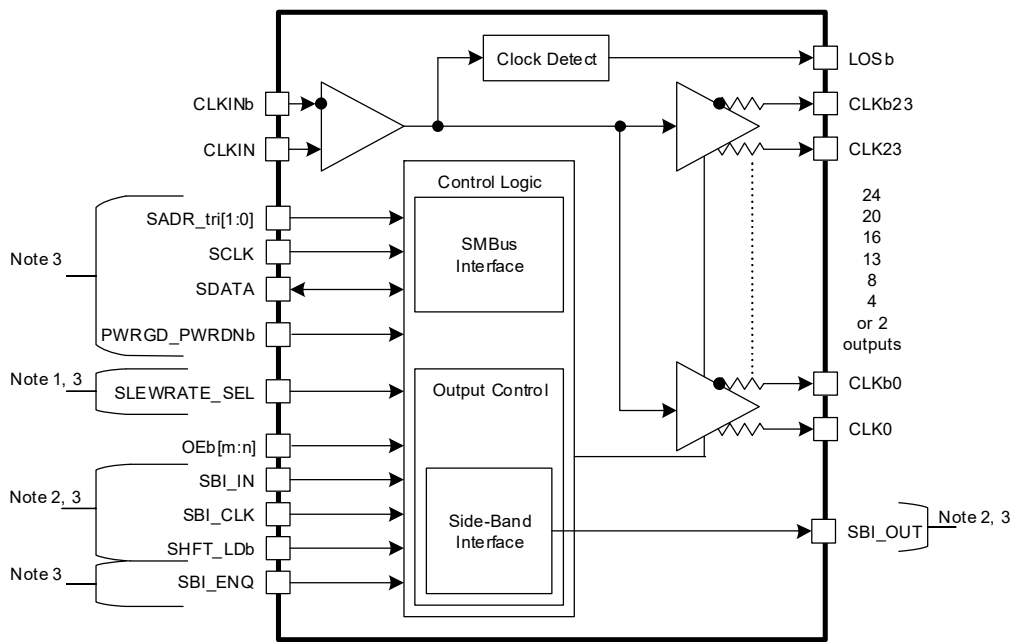 Clock Detect
LOSb
CLKINb
CLKb23
CLKIN
CLK23
Control Logic
SADR_tri[1:0]
SMBus
Interface
24
20
16
13
8
4
or 2
outputs
Note 3
SCLK
SDATA
PWRGD_PWRDNb
Note 1, 3
SLEWRATE_SEL
Output Control
CLKb0
CLK0
OEb[m:n]
Note 2, 3
SBI_IN
SBI_CLK
SHFT_LDb
Side-Band
Interface
SBI_OUT
Note 2, 3
Note 3
SBI_ENQ